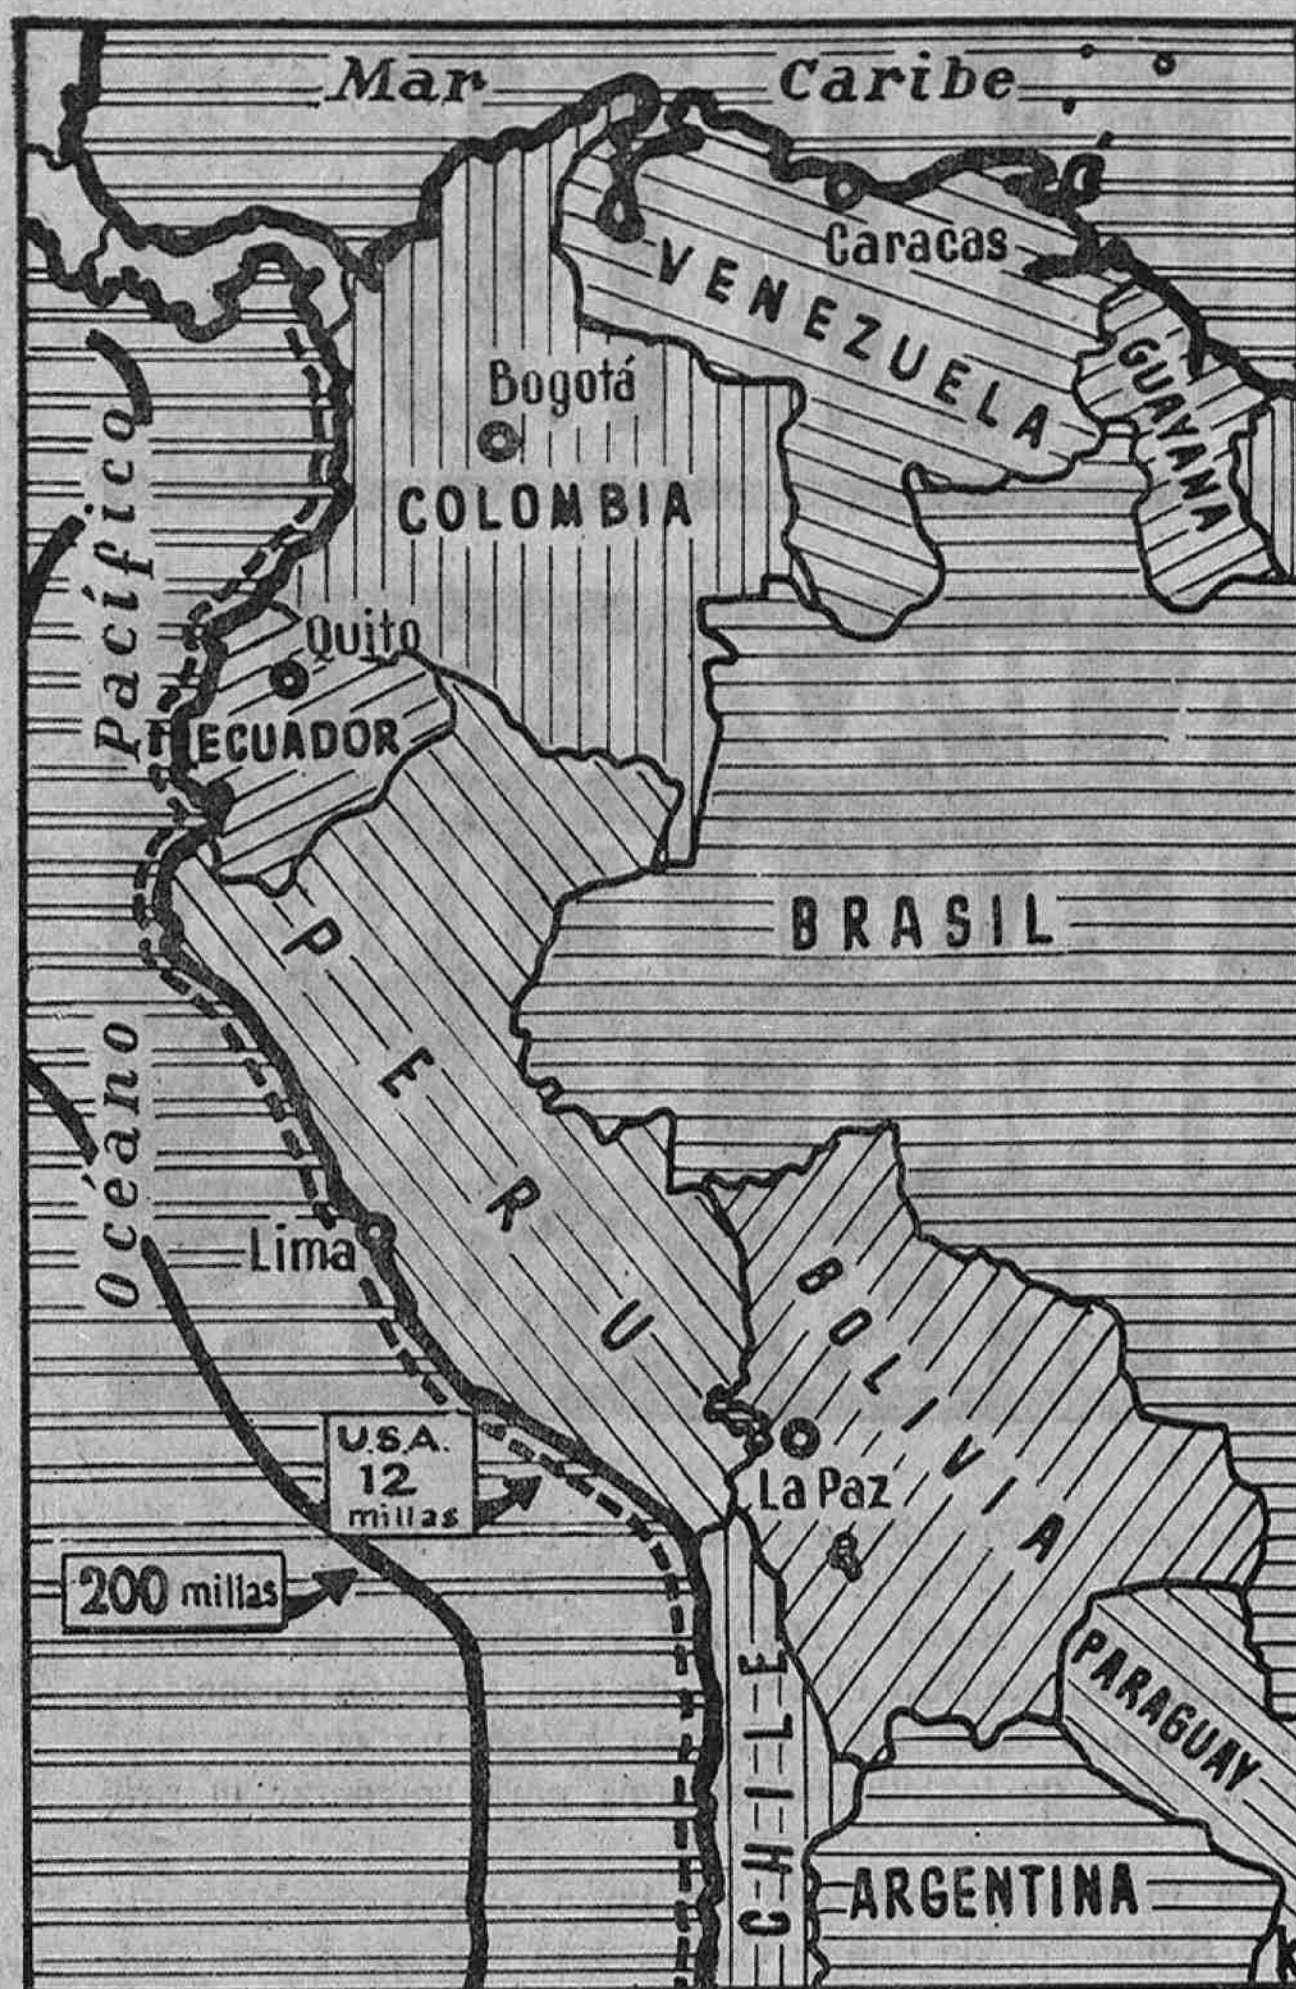 Mar Caribe
Caracas
VENEZUELA
GUAYANA
Bogotá
COLOMBIA
Quito
ECUADOR
Océano Pacífico
BRASIL
PERU
Lima
BOLIVIA
La Paz
U.S.A.
12
millas
200 millas
CHILE
PARAGUAY
ARGENTINA